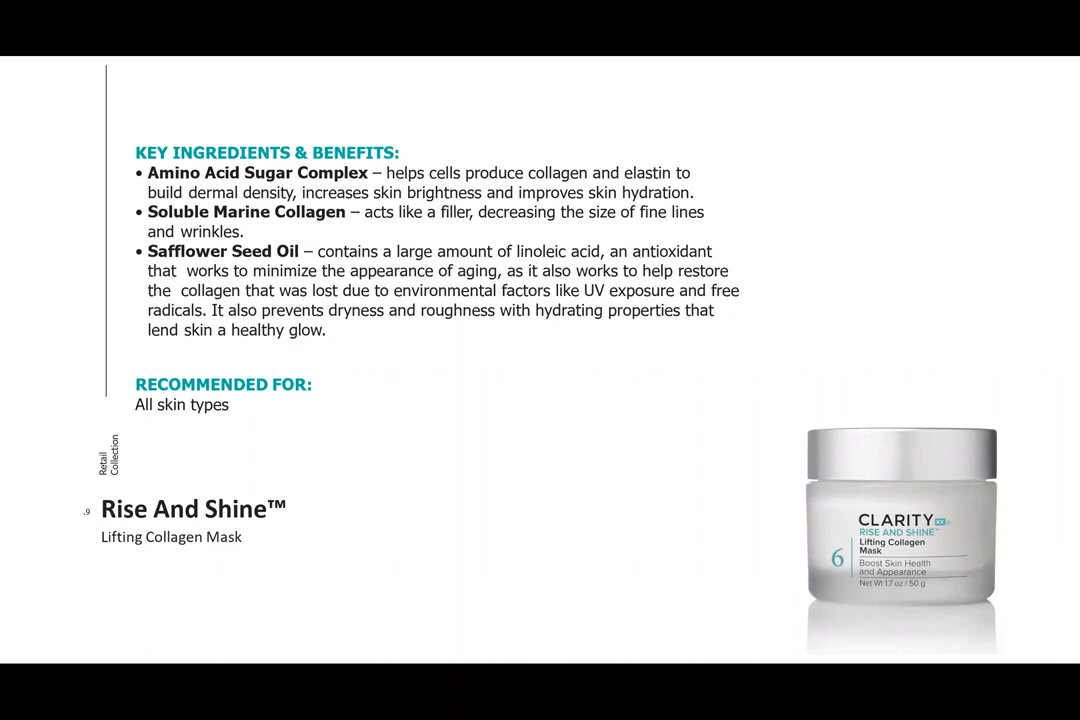 KEY INGREDIENTS & BENEFITS:
• Amino Acid Sugar Complex – helps cells produce collagen and elastin to
build dermal density, increases skin brightness and improves skin hydration.
• Soluble Marine Collagen – acts like a filler, decreasing the size of fine lines
and wrinkles.
• Safflower Seed Oil – contains a large amount of linoleic acid, an antioxidant
that works to minimize the appearance of aging, as it also works to help restore
the collagen that was lost due to environmental factors like UV exposure and free
radicals. It also prevents dryness and roughness with hydrating properties that
lend skin a healthy glow.
RECOMMENDED FOR:
All skin types
Retail
Collection
.9
Rise And Shine™
Lifting Collagen Mask
CLARITY RX
RISE AND SHINE™
Lifting Collagen
Mask
6
Boost Skin Health
and Appearance
Net Wt 1.7 oz / 50 g